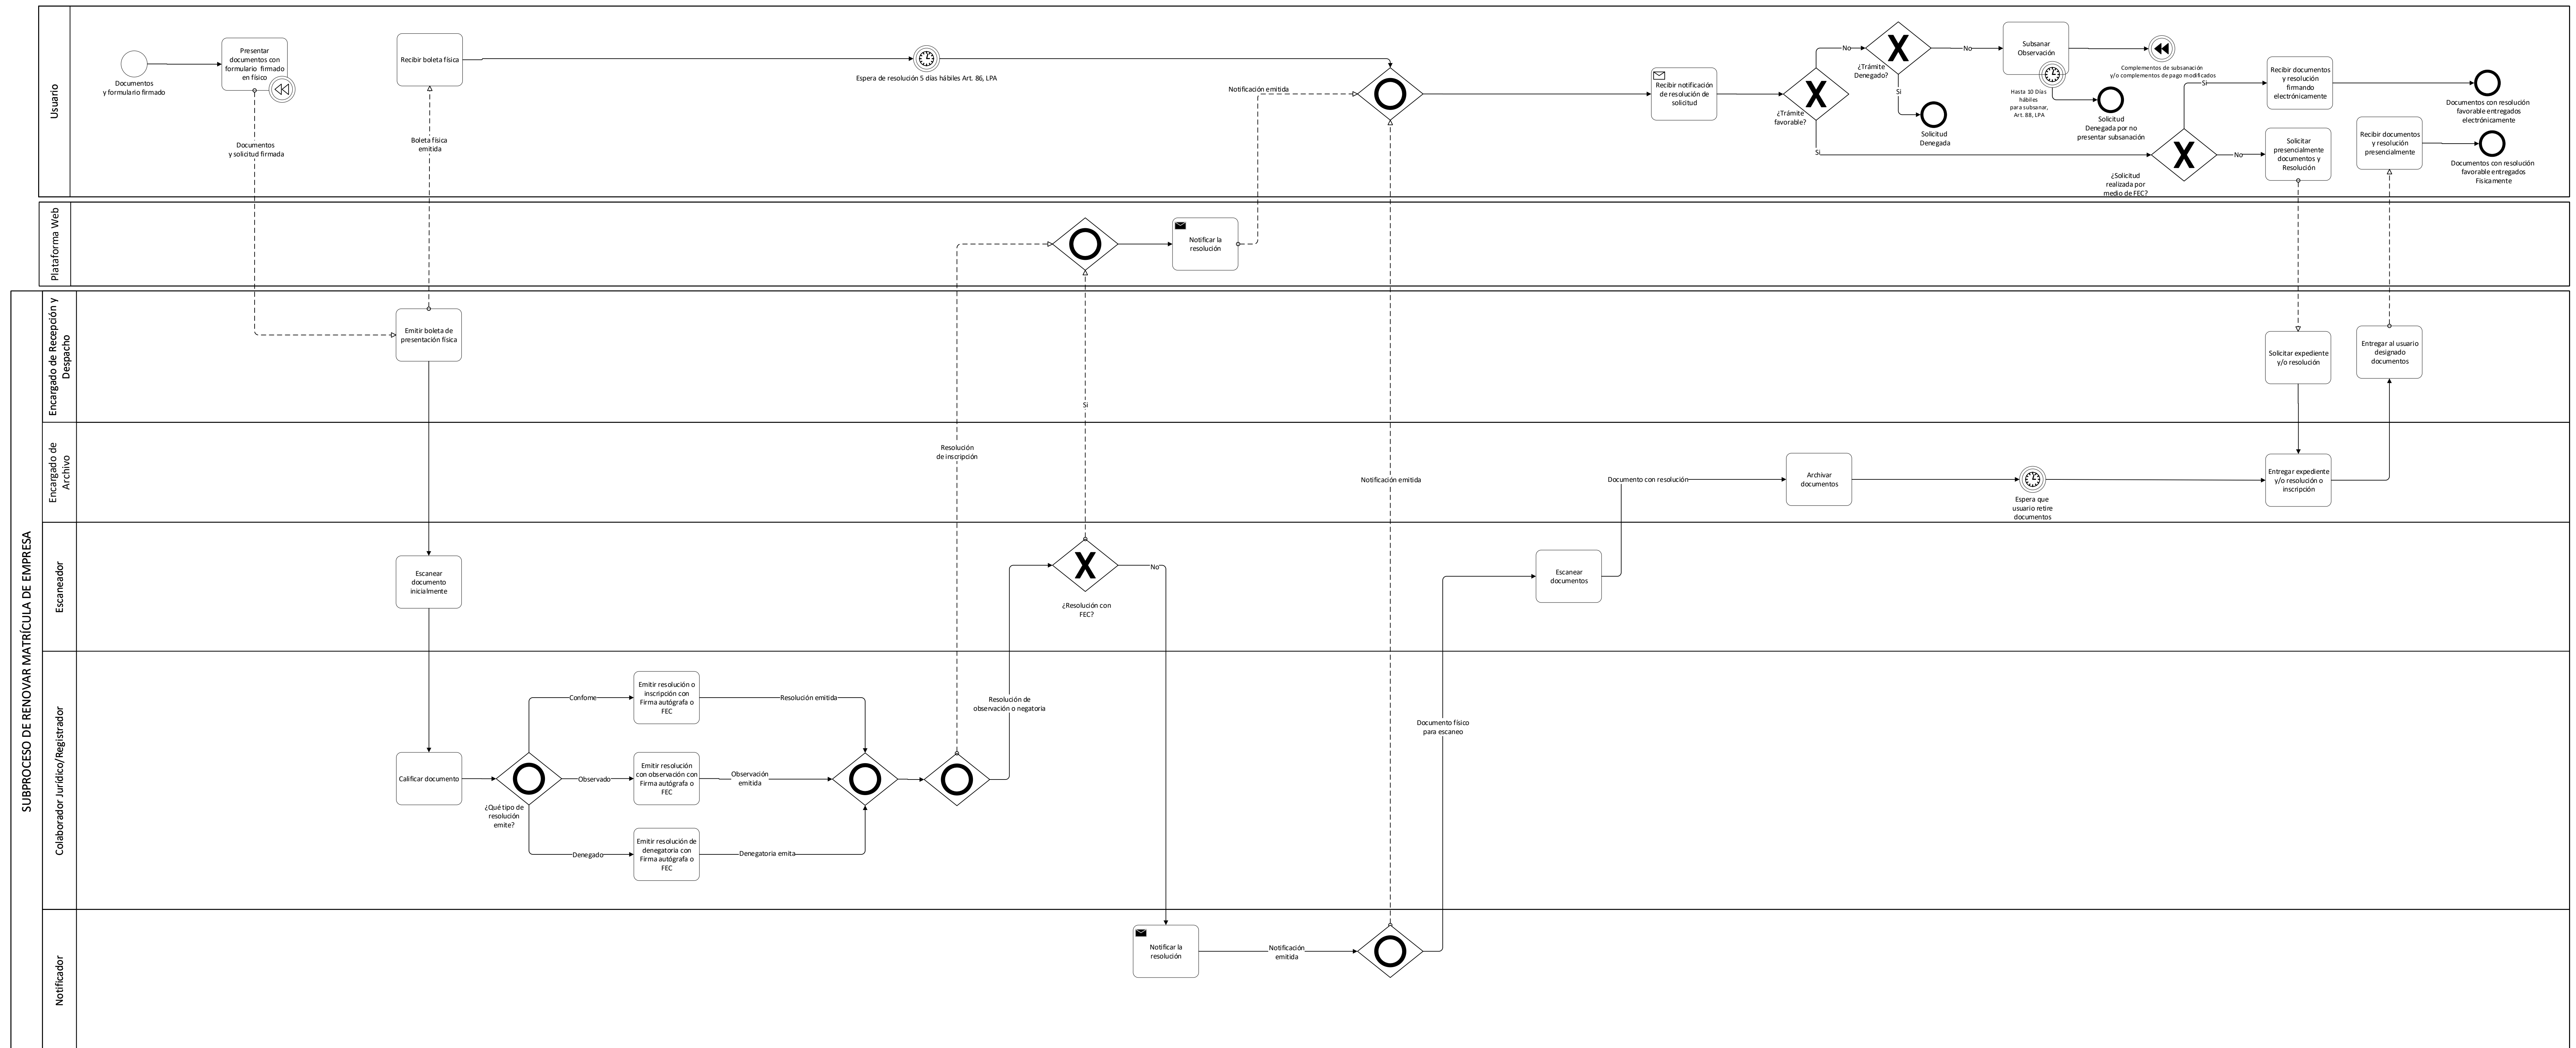 Usuario
Documentos
y formulario firmado
Presentar
documentos con
formulario firmado
en físico
Documentos
y solicitud firmada
Recibir boleta física
Boleta física
emitida
Espera de resolución 5 días hábiles Art. 86, LPA
Notificación emitida
Recibir notificación
de resolución de
solicitud
¿Trámite
favorable?
No
Si
¿Trámite
Denegado?
No
Si
Solicitud
Denegada
Subsanar
Observación
Hasta 10 Días
hábiles
para subsanar,
Art. 88, LPA
Solicitud
Denegada por no
presentar subsanación
Complementos de subsanación
y/o complementos de pago modificados
¿Solicitud
realizada por
medio de FEC?
Si
No
Recibir documentos
y resolución
firmando
electrónicamente
Documentos con resolución
favorable entregados
electrónicamente
Solicitar
presencialmente
documentos y
Resolución
Recibir documentos
y resolución
presencialmente
Documentos con resolución
favorable entregados
Físicamente
Plataforma Web
Notificar la
resolución
SUBPROCESO DE RENOVAR MATRÍCULA DE EMPRESA
Encargado de Recepción y
Despacho
Emitir boleta de
presentación física
Si
Solicitar expediente
y/o resolución
Entregar al usuario
designado
documentos
Encargado de
Archivo
Resolución
de inscripción
Notificación emitida
Documento con resolución
Archivar
documentos
Espera que
usuario retire
documentos
Entregar expediente
y/o resolución o
inscripción
Escaneador
Escanear
documento
inicialmente
¿Resolución con
FEC?
No
Escanear
documentos
Colaborador Jurídico/Registrador
Calificar documento
¿Qué tipo de
resolución
emite?
Confome
Observado
Denegado
Emitir resolución o
inscripción con
Firma autógrafa o
FEC
Resolución emitida
Emitir resolución
con observación con
Firma autógrafa o
FEC
Observación
emitida
Emitir resolución de
denegatoria con
Firma autógrafa o
FEC
Denegatoria emita
Resolución de
observación o negatoria
Documento físico
para escaneo
Notificador
Notificar la
resolución
Notificación
emitida